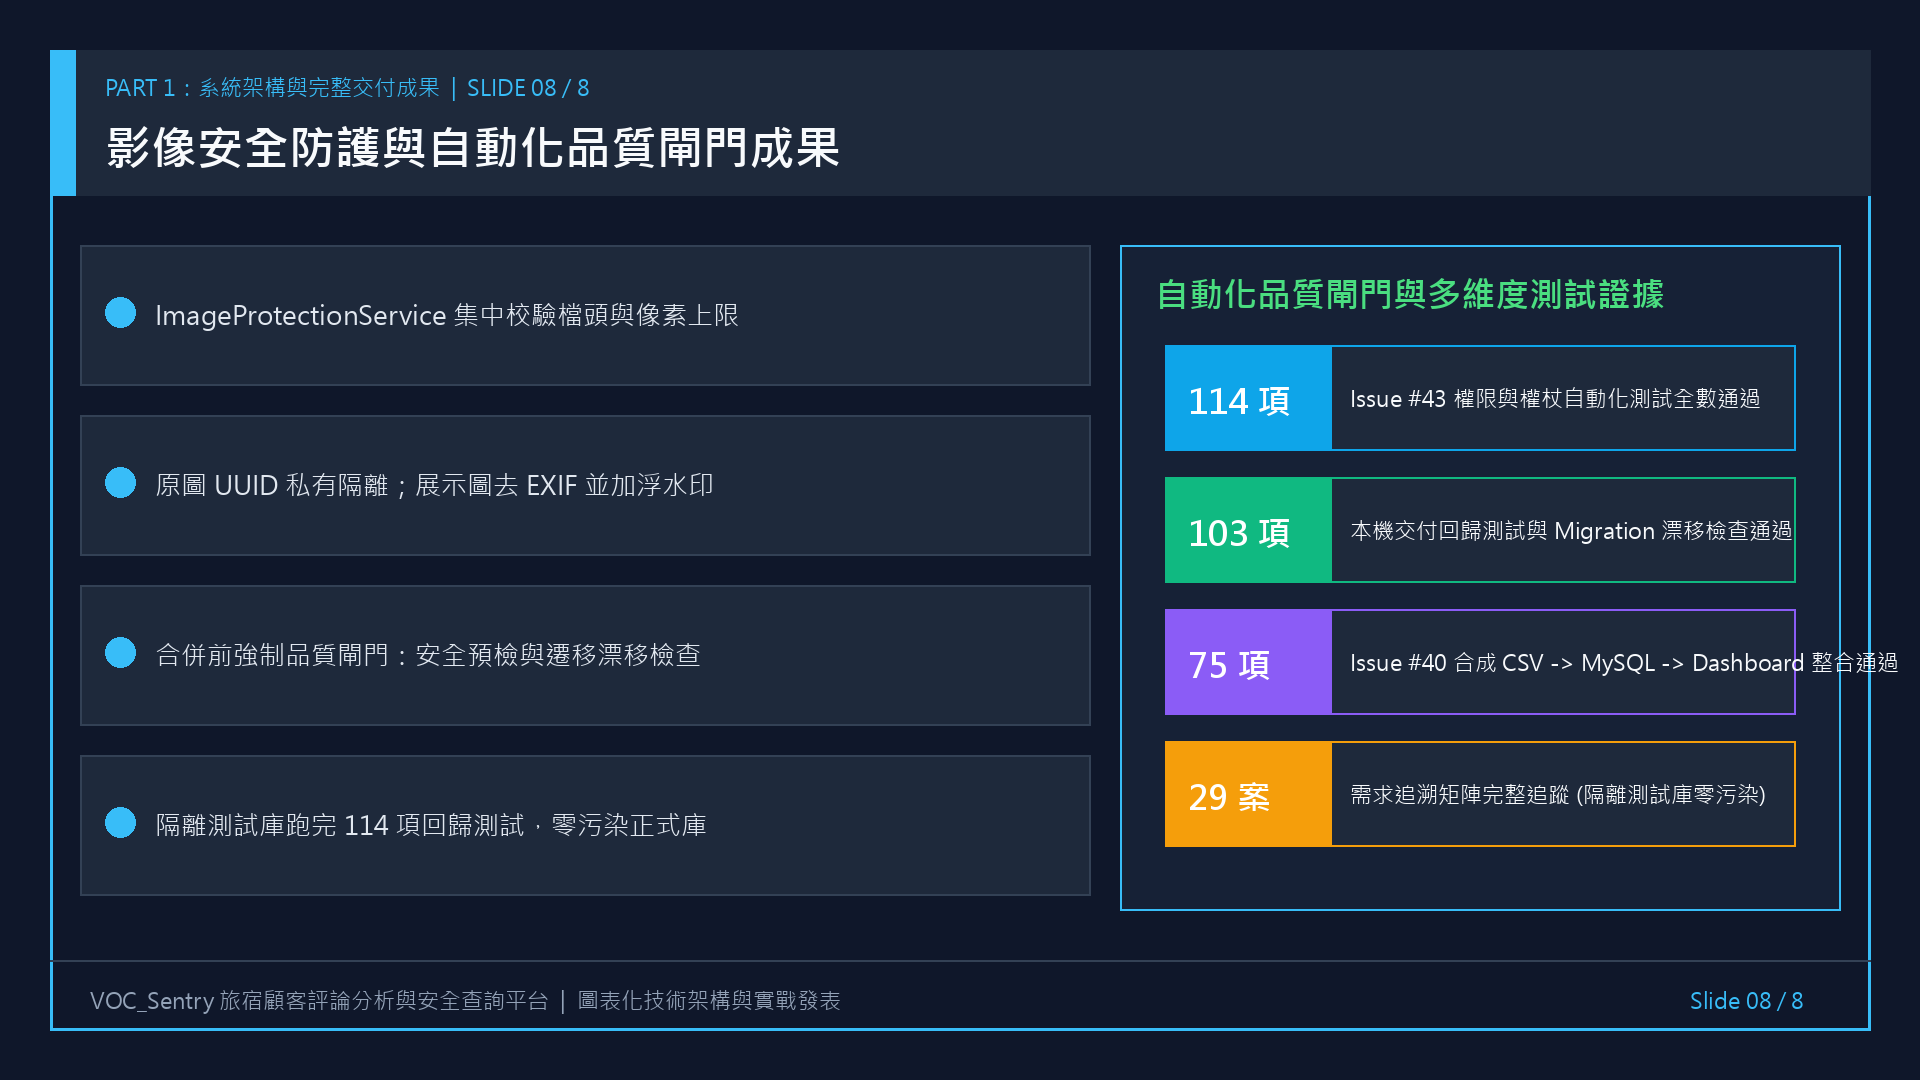 PART 1：系統架構與完整交付成果 | SLIDE 08 / 8
影像安全防護與自動化品質閘門成果
ImageProtectionService 集中校驗檔頭與像素上限
原圖 UUID 私有隔離；展示圖去 EXIF 並加浮水印
合併前強制品質閘門：安全預檢與遷移漂移檢查
隔離測試庫跑完 114 項回歸測試，零污染正式庫
自動化品質閘門與多維度測試證據
114 項
Issue #43 權限與權杖自動化測試全數通過
103 項
本機交付回歸測試與 Migration 漂移檢查通過
75 項
Issue #40 合成 CSV -> MySQL -> Dashboard 整合通過
29 案
需求追溯矩陣完整追蹤 (隔離測試庫零污染)
VOC_Sentry 旅宿顧客評論分析與安全查詢平台 | 圖表化技術架構與實戰發表
Slide 08 / 8